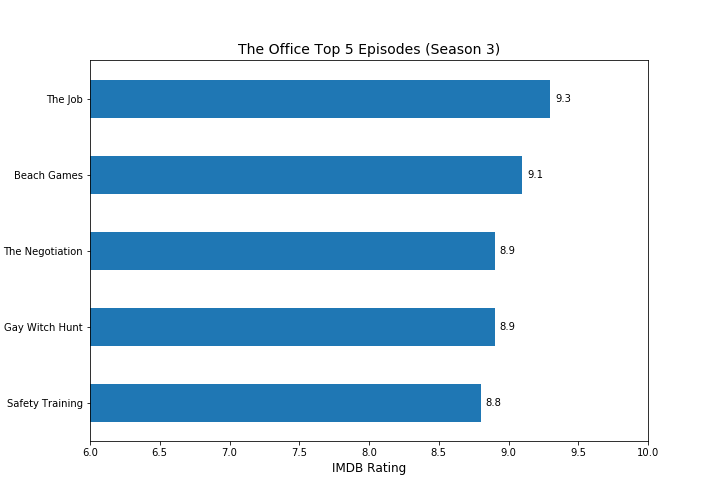 The Office Top 5 Episodes (Season 3)
The Job
9.3
Beach Games
9.1
The Negotiation
8.9
Gay Witch Hunt
8.9
Safety Training
8.8
6.0 6.5 7.0 7.5 8.0 8.5 9.0 9.5 10.0
IMDB Rating